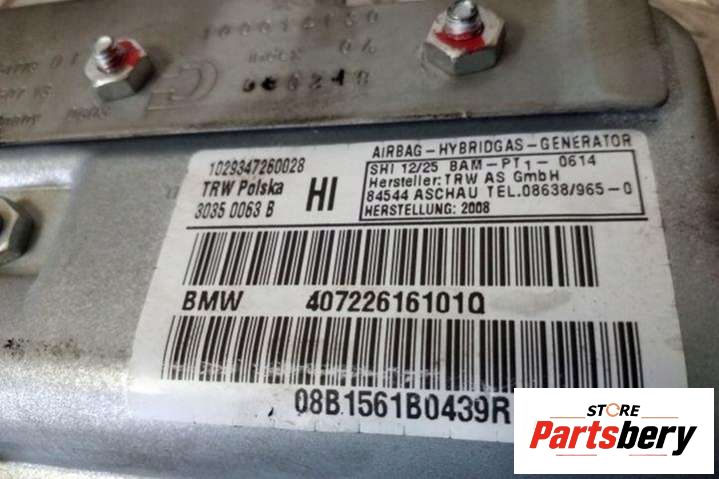 04
1029347260028
TRW Polska
3035 0063 B
HI
AIRBAG-HYBRIDGAS-GENERATOR
SHI 12/25 BAM-PT1- 0614
Hersteller: TRW AS GmbH
84544 ASCHAU TEL.08638/965-0
HERSTELLUNG: 2008
BMW 40722616101Q
08B1561B0439R
STORE
Partsbery